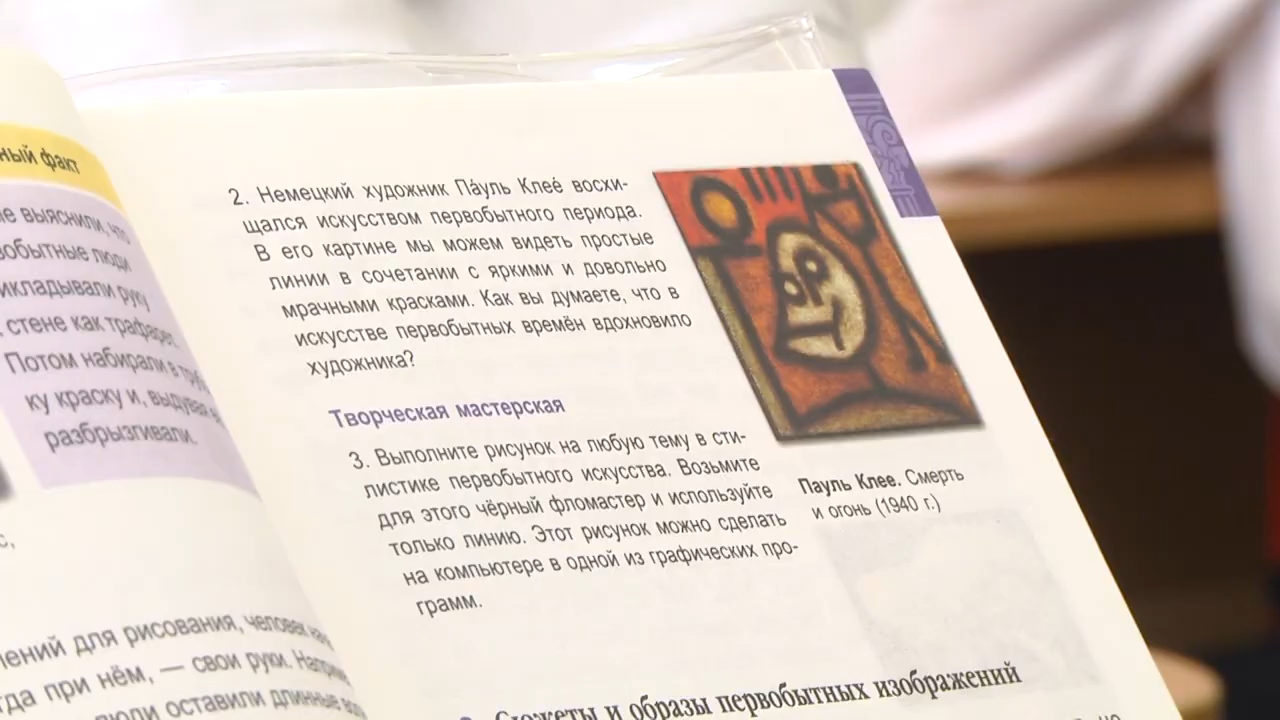 ный факт
выяснили, что
вобытные люди
икладывали руку
стене как трафарет.
Потом набирали в
ку краску и, выдувая
разбрызгивали.
лений для рисования, человек
гда при нём, — свои руки.
люди оставили длинные
2. Немецкий художник Па́уль Клее́ восхи-
щался искусством первобытного периода.
В его картине мы можем видеть простые
линии в сочетании с яркими и довольно
мрачными красками. Как вы думаете, что в
искусстве первобытных времён вдохновило
художника?
Творческая мастерская
3. Выполните рисунок на любую тему в сти-
листике первобытного искусства. Возьмите
для этого чёрный фломастер и используйте
только линию. Этот рисунок можно сделать
на компьютере в одной из графических про-
грамм.
Пауль Клее. Смерть
и огонь (1940 г.)
Сюжеты и образы первобытных изображений